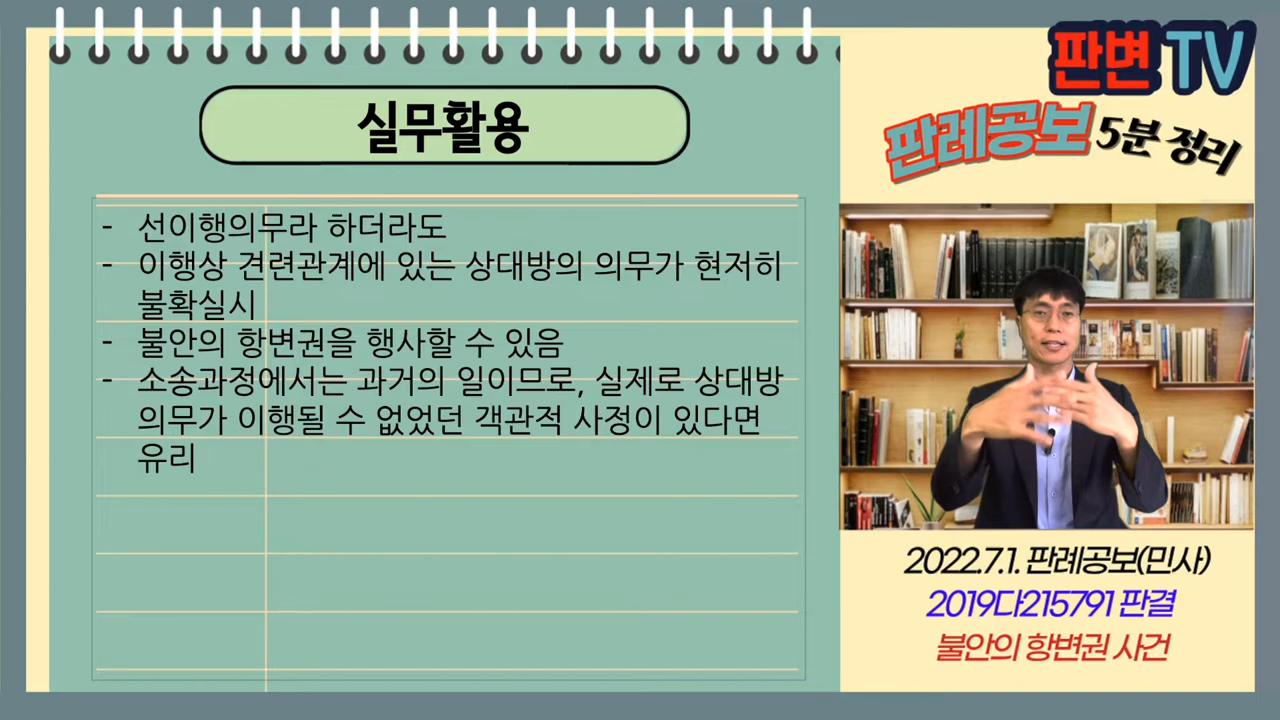 판변 TV
판례공보 5분 정리
실무활용
- 선이행의무라 하더라도
- 이행상 견련관계에 있는 상대방의 의무가 현저히
불확실시
- 불안의 항변권을 행사할 수 있음
- 소송과정에서는 과거의 일이므로, 실제로 상대방
의무가 이행될 수 없었던 객관적 사정이 있다면
유리
2022.7.1. 판례공보(민사)
2019다215791 판결
불안의 항변권 사건